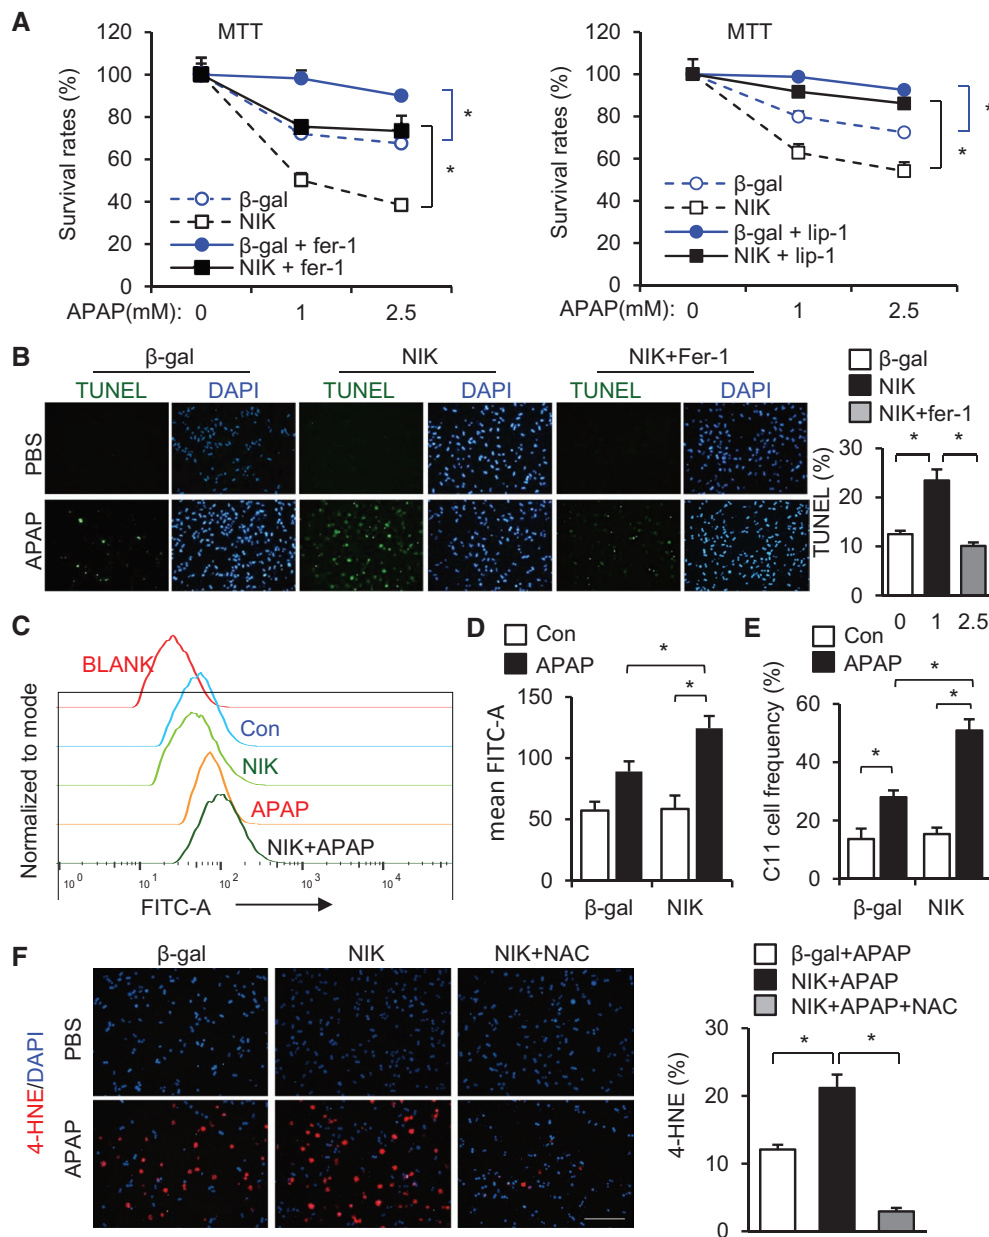 A
MTT
Survival rates (%)
120
100
80
60
40
20
0
β-gal
NIK
β-gal + fer-1
NIK + fer-1
*
*
APAP(mM): 0 1 2.5
MTT
Survival rates (%)
120
100
80
60
40
20
0
β-gal
NIK
β-gal + lip-1
NIK + lip-1
*
*
APAP(mM): 0 1 2.5
B
β-gal NIK NIK+Fer-1
TUNEL DAPI TUNEL DAPI TUNEL DAPI
PBS
APAP
β-gal
NIK
NIK+fer-1
TUNEL (%)
30
20
10
0
* *
0 1 2.5
C
Normalized to mode
BLANK
Con
NIK
APAP
NIK+APAP
10^0 10^1 10^2 10^3 10^4
FITC-A
D
Con
APAP
mean FITC-A
150
100
50
0
*
*
β-gal NIK
E
Con
APAP
C11 cell frequency (%)
60
40
20
0
*
*
*
β-gal NIK
F
β-gal NIK NIK+NAC
4-HNE/DAPI
PBS
APAP
β-gal+APAP
NIK+APAP
NIK+APAP+NAC
4-HNE (%)
30
20
10
0
* *